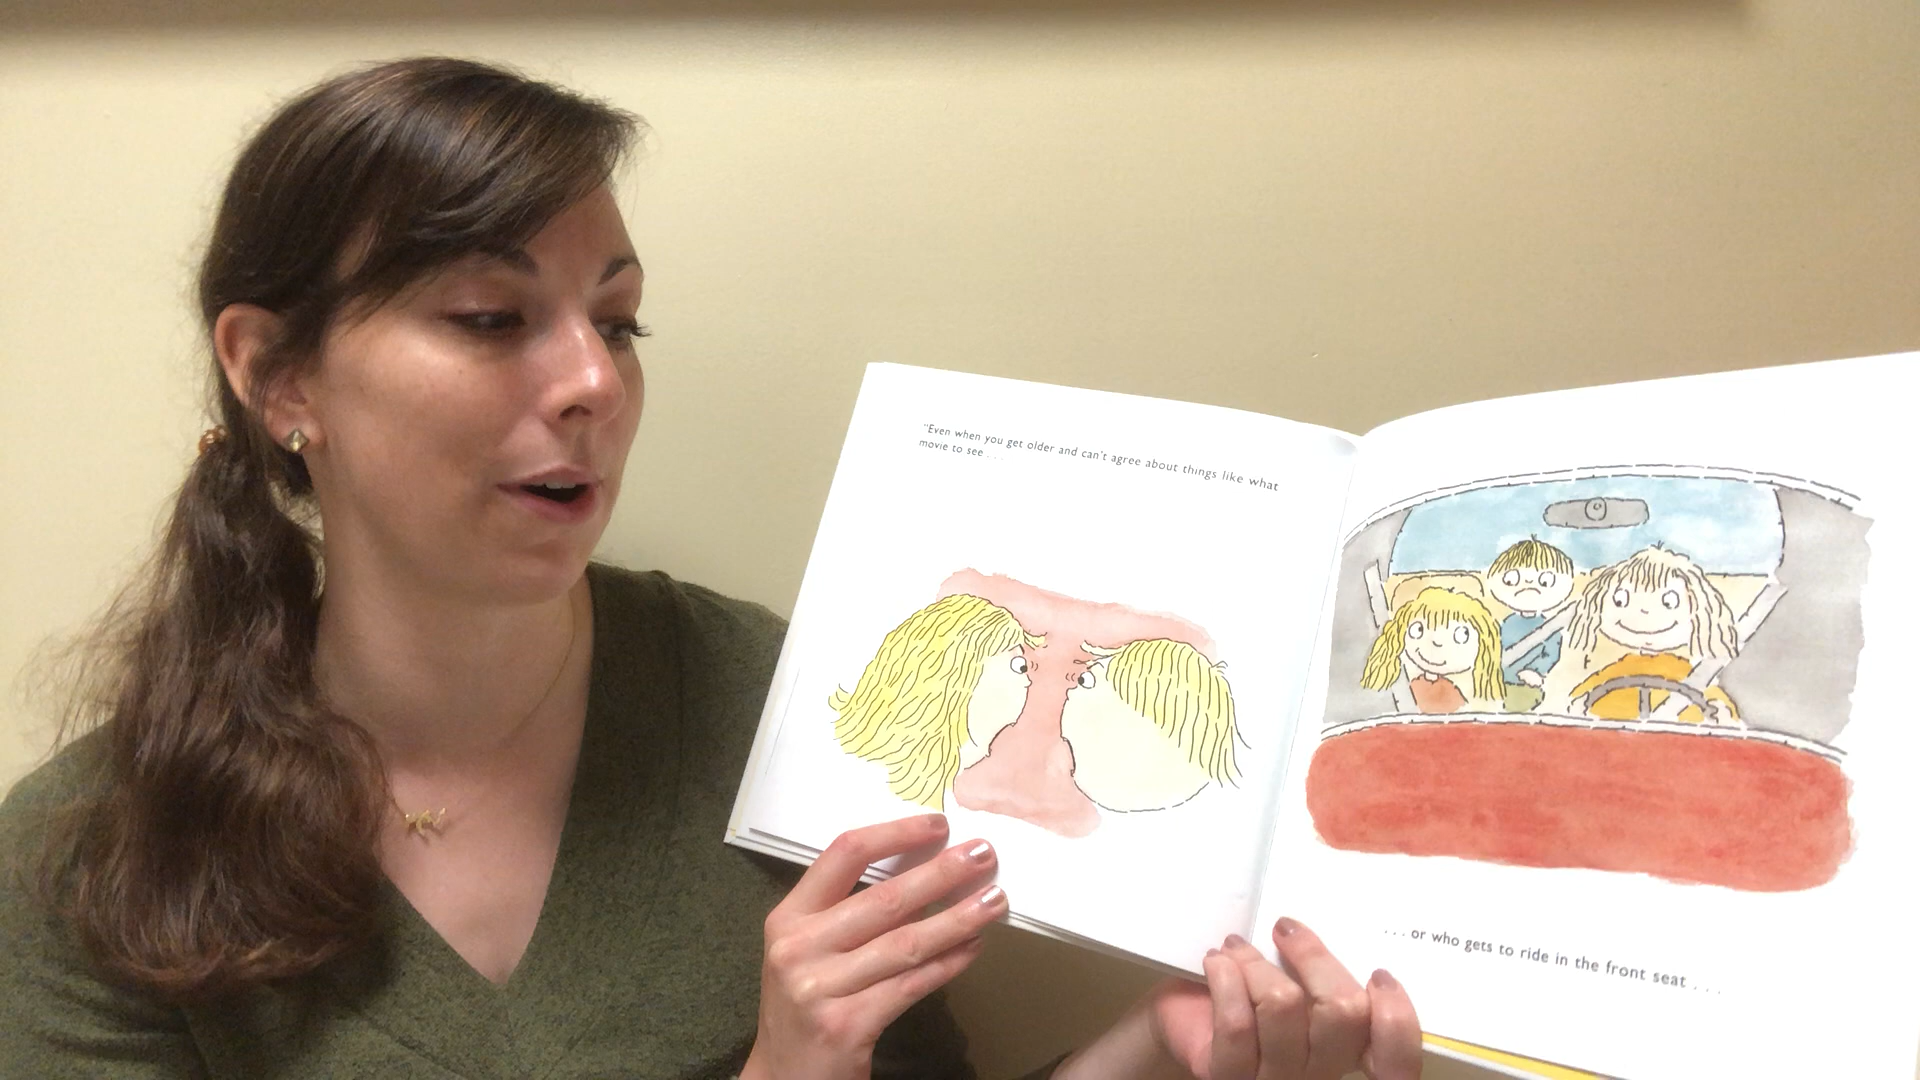 "Even when you get older and can't agree about things like what
movie to see . . .
. . . or who gets to ride in the front seat . . .